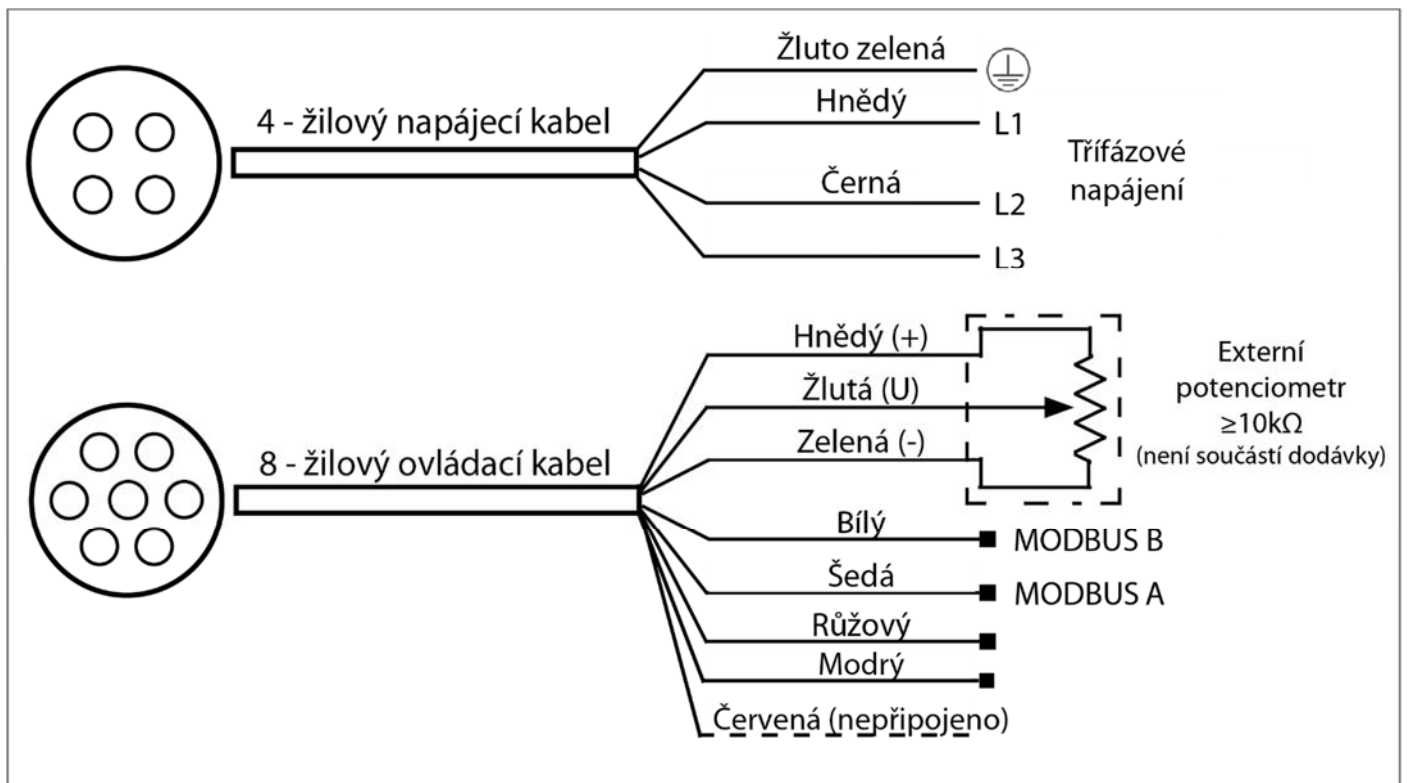 Žluto zelená
4 - žilový napájecí kabel
Hnědý
L1
Třífázové
napájení
Černá
L2
L3
Hnědý (+)
Žlutá (U)
Zelená (-)
Externí
potenciometr
≥10kΩ
(není součástí dodávky)
8 - žilový ovládací kabel
Bílý
MODBUS B
Šedá
MODBUS A
Růžový
Modrý
Červená (nepřipojeno)